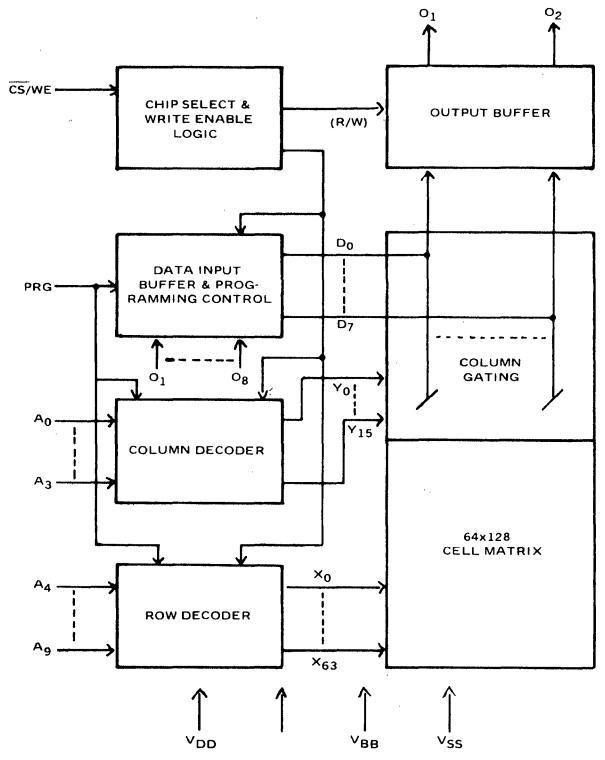 O1 O2
CS/WE
CHIP SELECT &
WRITE ENABLE
LOGIC
(R/W)
OUTPUT BUFFER
PRG
DATA INPUT
BUFFER & PROG-
RAMMING CONTROL
D0
D7
O1 O8
COLUMN
GATING
A0
A3
COLUMN DECODER
Y0
Y15
64x128
CELL MATRIX
A4
A9
ROW DECODER
X0
X63
VDD VBB VSS